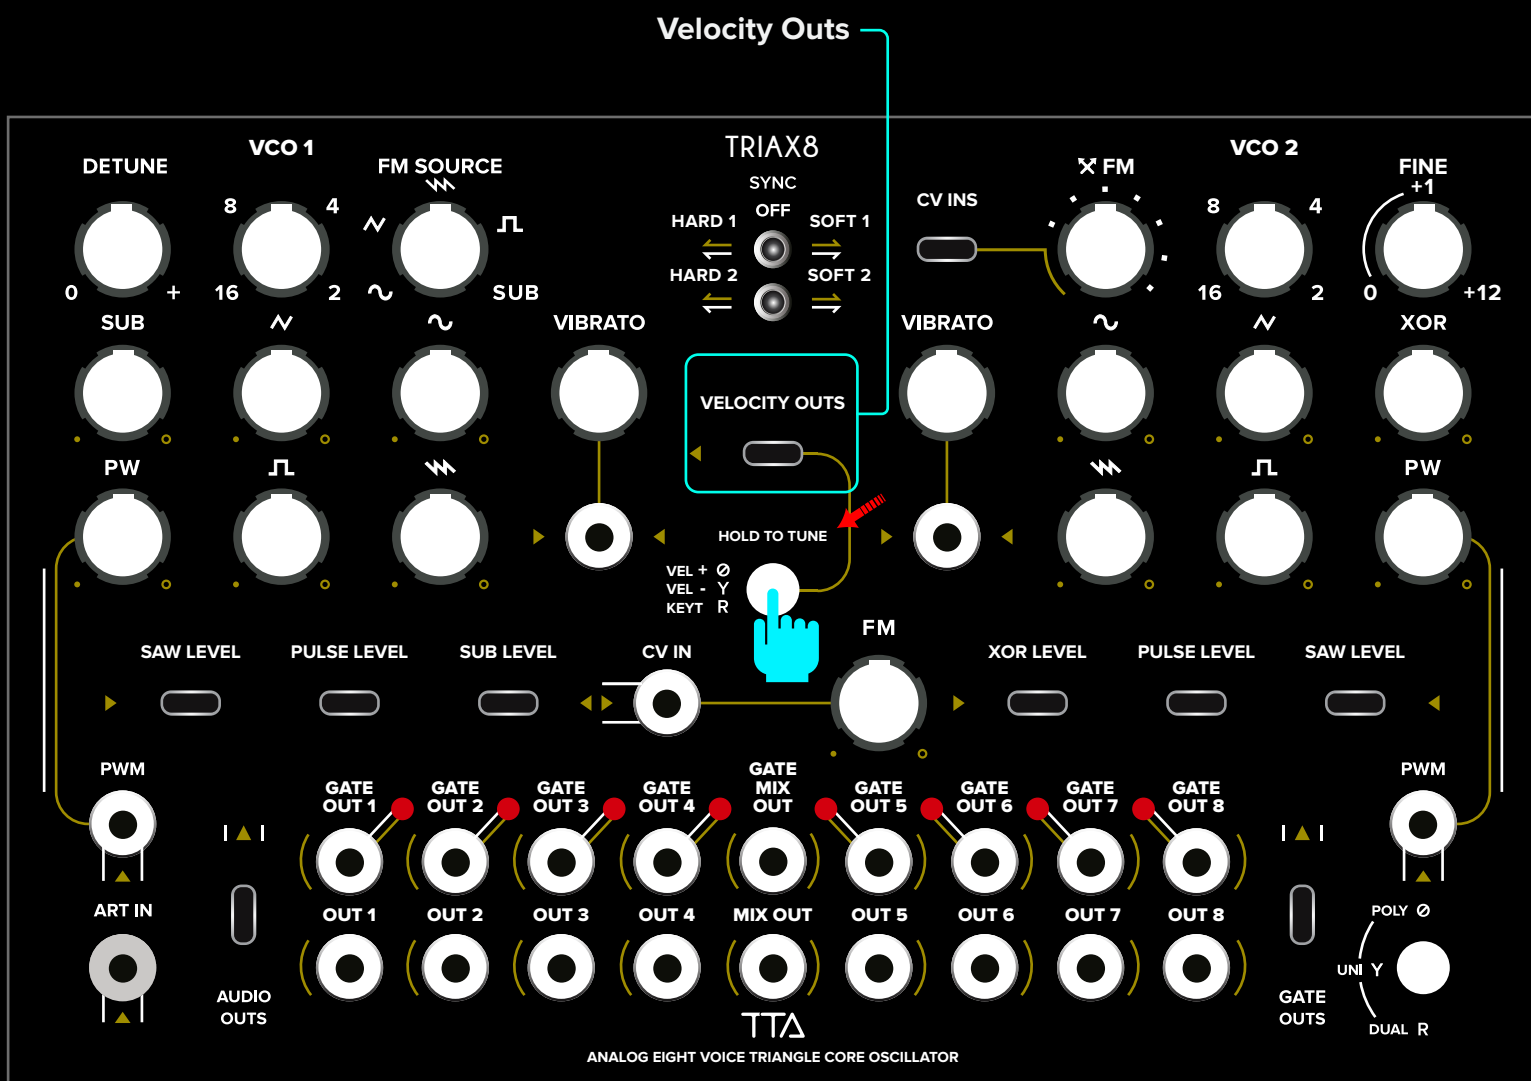 Velocity Outs
VCO 1
TRIAX8
VCO 2
DETUNE
FM SOURCE
SYNC
FM
FINE
+1
CV INS
OFF
8
4
HARD 1
SOFT 1
8
4
HARD 2
SOFT 2
0
+
16
2
SUB
16
2
0
+12
SUB
VIBRATO
VIBRATO
XOR
VELOCITY OUTS
PW
PW
HOLD TO TUNE
VEL +
VEL - Y
KEYT R
FM
SAW LEVEL
PULSE LEVEL
SUB LEVEL
CV IN
XOR LEVEL
PULSE LEVEL
SAW LEVEL
PWM
PWM
GATE
OUT 1
GATE
OUT 2
GATE
OUT 3
GATE
OUT 4
GATE
MIX
OUT
GATE
OUT 5
GATE
OUT 6
GATE
OUT 7
GATE
OUT 8
ART IN
OUT 1
OUT 2
OUT 3
OUT 4
MIX OUT
OUT 5
OUT 6
OUT 7
OUT 8
POLY
UNI Y
DUAL R
AUDIO
OUTS
GATE
OUTS
TTA
ANALOG EIGHT VOICE TRIANGLE CORE OSCILLATOR